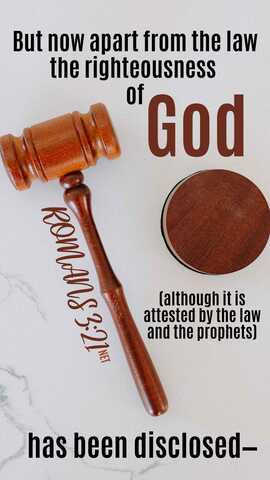 But now apart from the law
the righteousness
of
God
ROMANS 3:21
NET
(although it is
attested by the law
and the prophets)
has been disclosed—